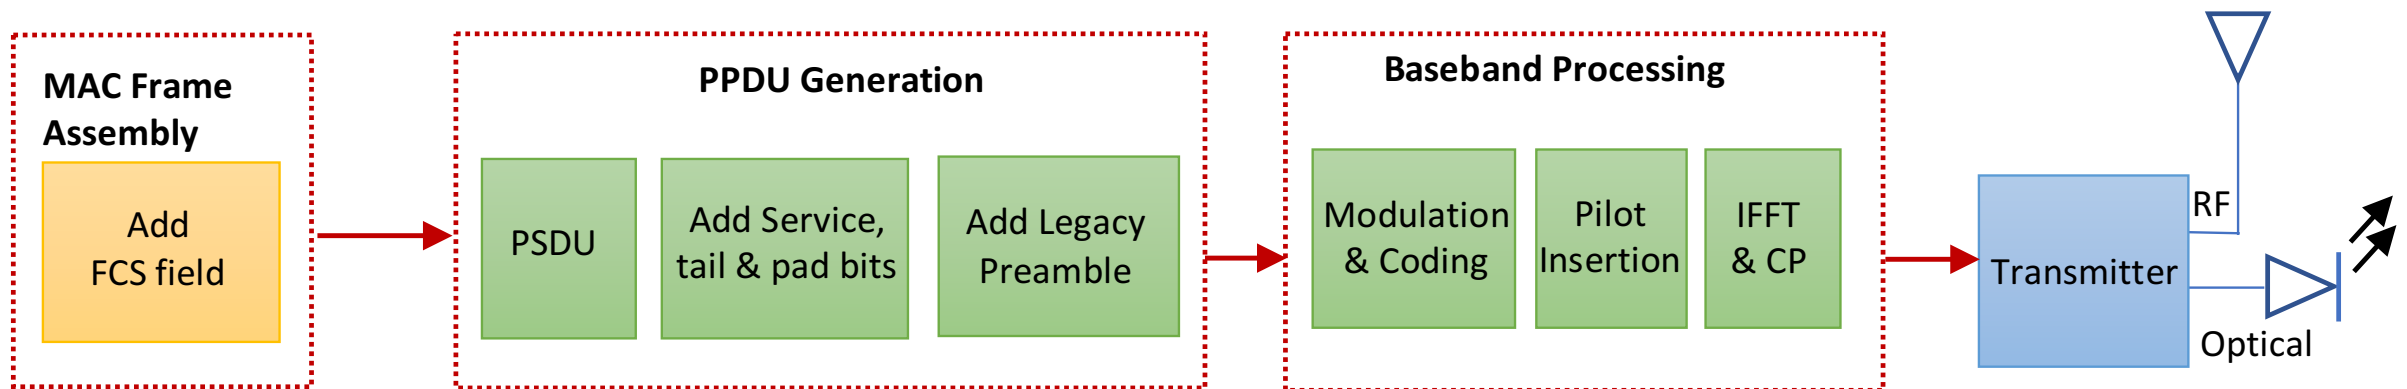 MAC Frame
Assembly
Add
FCS field
PPDU Generation
PSDU
Add Service,
tail & pad bits
Add Legacy
Preamble
Baseband Processing
Modulation
& Coding
Pilot
Insertion
IFFT
& CP
Transmitter
RF
Optical